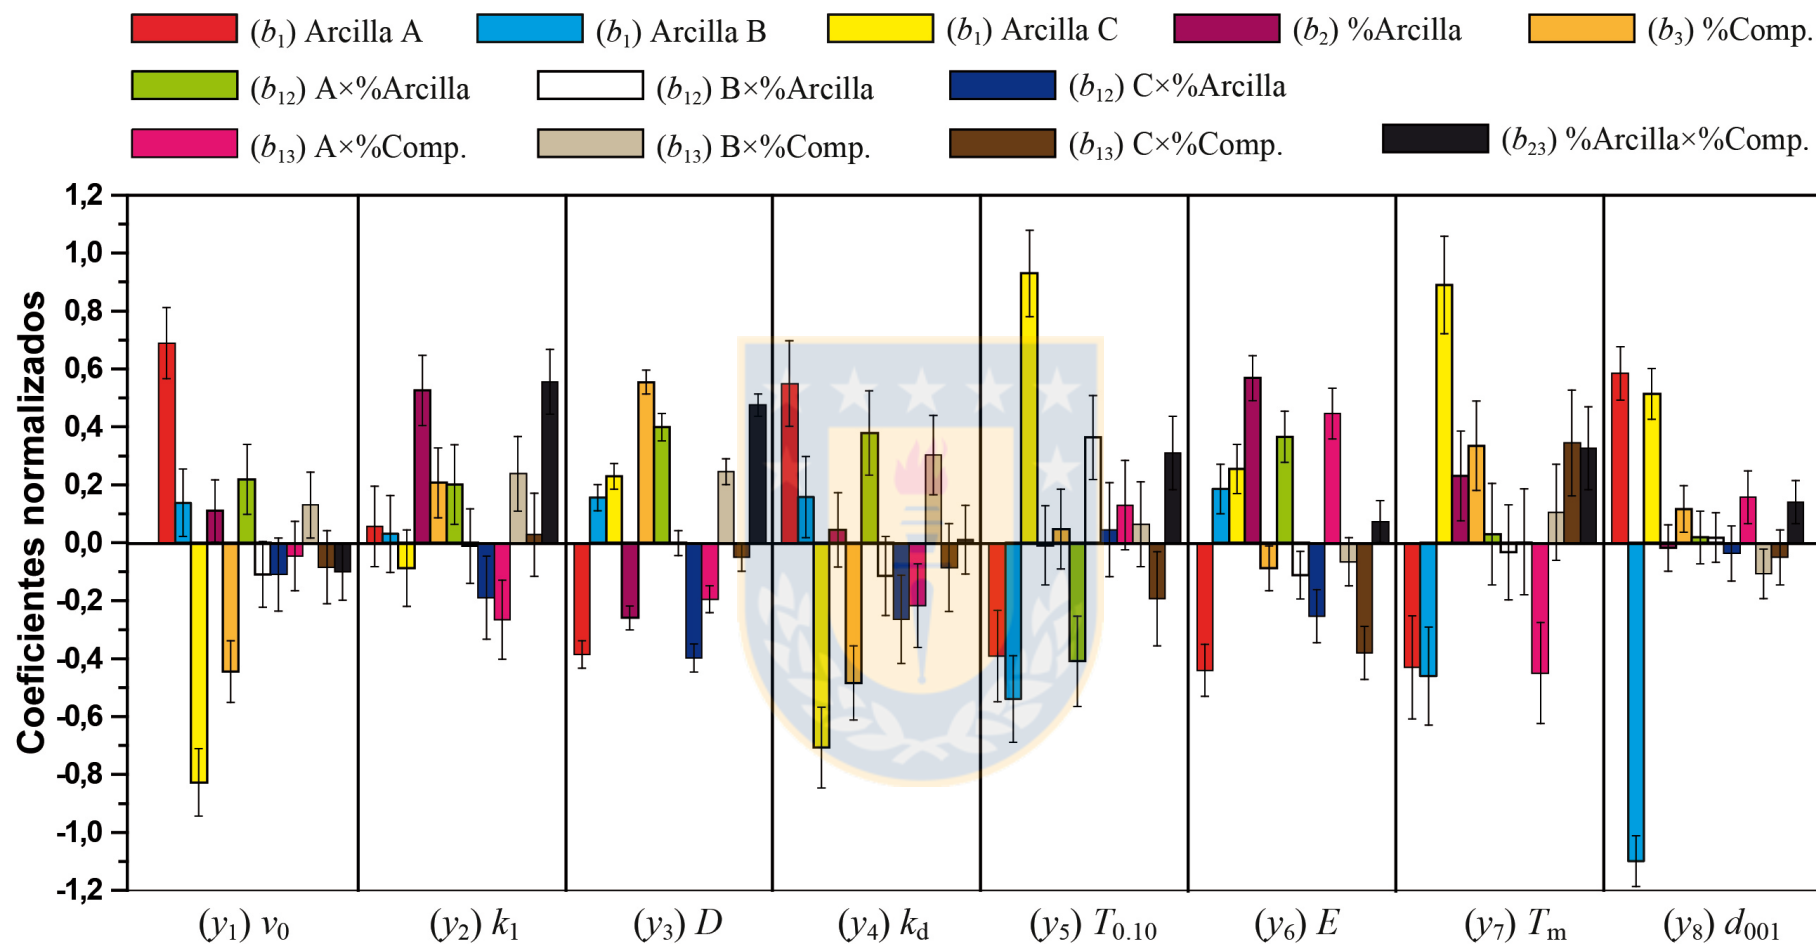 (b₁) Arcilla A (b₁) Arcilla B (b₁) Arcilla C (b₂) %Arcilla (b₃) %Comp.
(b₁₂) A×%Arcilla (b₁₂) B×%Arcilla (b₁₂) C×%Arcilla
(b₁₃) A×%Comp. (b₁₃) B×%Comp. (b₁₃) C×%Comp. (b₂₃) %Arcilla×%Comp.
Coeficientes normalizados
1,2
1,0
0,8
0,6
0,4
0,2
0,0
-0,2
-0,4
-0,6
-0,8
-1,0
-1,2
(y₁) v₀ (y₂) k₁ (y₃) D (y₄) k_d (y₅) T₀.₁₀ (y₆) E (y₇) Tₘ (y₈) d₀₀₁